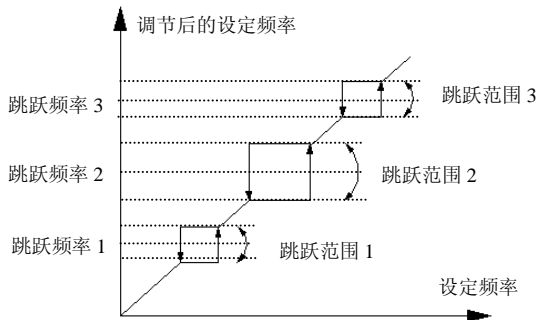 调节后的设定频率
跳跃频率 3
跳跃范围 3
跳跃频率 2
跳跃范围 2
跳跃频率 1
跳跃范围 1
设定频率